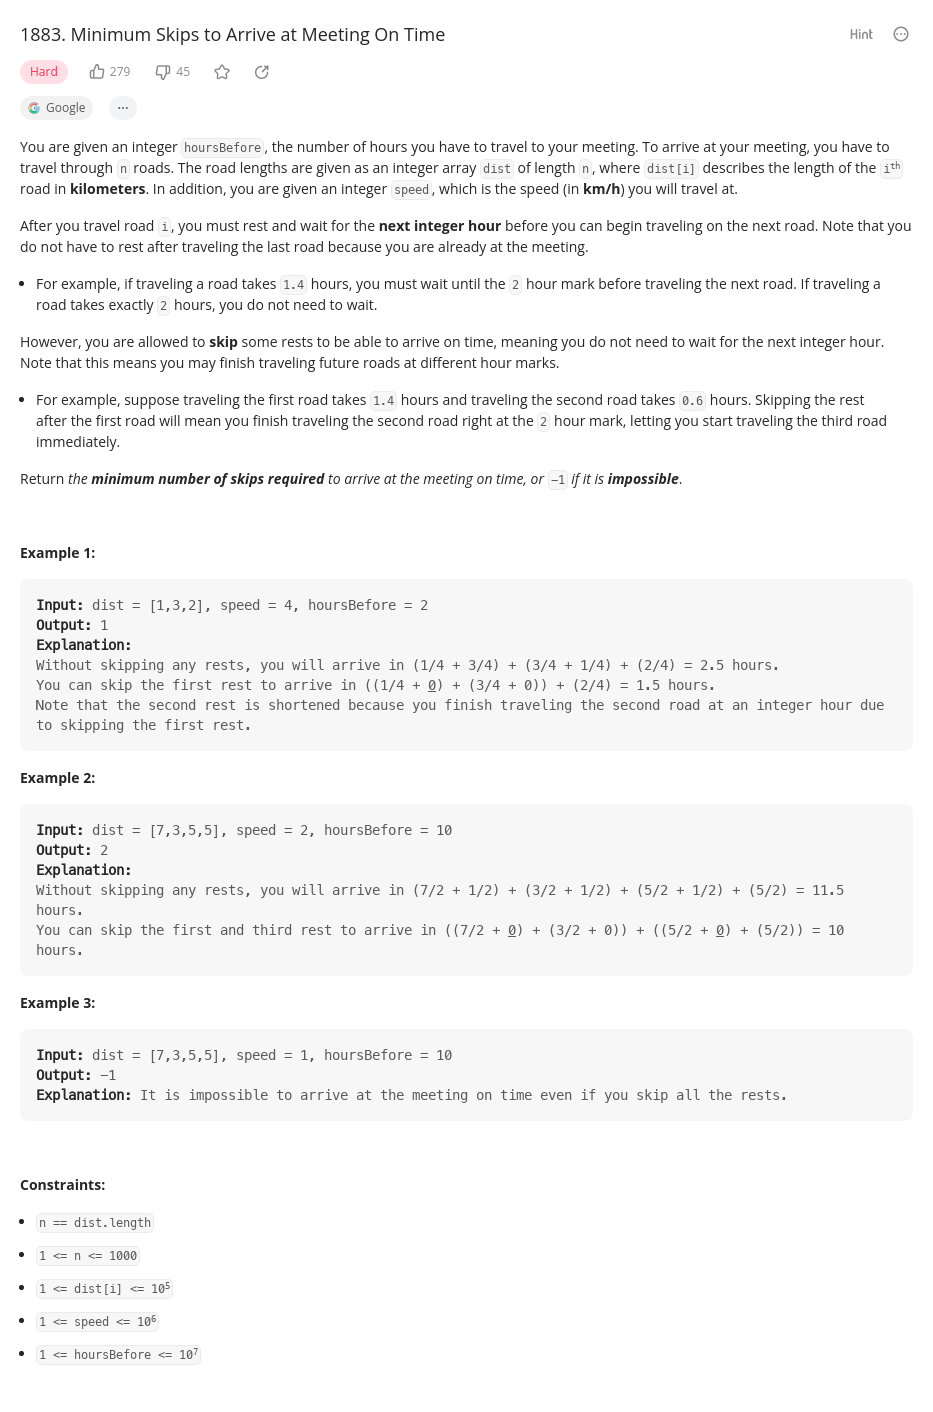 1883. Minimum Skips to Arrive at Meeting On Time
Hint
Hard 279 45
Google ...
You are given an integer hoursBefore, the number of hours you have to travel to your meeting. To arrive at your meeting, you have to
travel through n roads. The road lengths are given as an integer array dist of length n, where dist[i] describes the length of the ith
road in kilometers. In addition, you are given an integer speed, which is the speed (in km/h) you will travel at.
After you travel road i, you must rest and wait for the next integer hour before you can begin traveling on the next road. Note that you
do not have to rest after traveling the last road because you are already at the meeting.
• For example, if traveling a road takes 1.4 hours, you must wait until the 2 hour mark before traveling the next road. If traveling a
road takes exactly 2 hours, you do not need to wait.
However, you are allowed to skip some rests to be able to arrive on time, meaning you do not need to wait for the next integer hour.
Note that this means you may finish traveling future roads at different hour marks.
• For example, suppose traveling the first road takes 1.4 hours and traveling the second road takes 0.6 hours. Skipping the rest
after the first road will mean you finish traveling the second road right at the 2 hour mark, letting you start traveling the third road
immediately.
Return the minimum number of skips required to arrive at the meeting on time, or -1 if it is impossible.
Example 1:
Input: dist = [1,3,2], speed = 4, hoursBefore = 2
Output: 1
Explanation:
Without skipping any rests, you will arrive in (1/4 + 3/4) + (3/4 + 1/4) + (2/4) = 2.5 hours.
You can skip the first rest to arrive in ((1/4 + 0) + (3/4 + 0)) + (2/4) = 1.5 hours.
Note that the second rest is shortened because you finish traveling the second road at an integer hour due
to skipping the first rest.
Example 2:
Input: dist = [7,3,5,5], speed = 2, hoursBefore = 10
Output: 2
Explanation:
Without skipping any rests, you will arrive in (7/2 + 1/2) + (3/2 + 1/2) + (5/2 + 1/2) + (5/2) = 11.5
hours.
You can skip the first and third rest to arrive in ((7/2 + 0) + (3/2 + 0)) + ((5/2 + 0) + (5/2)) = 10
hours.
Example 3:
Input: dist = [7,3,5,5], speed = 1, hoursBefore = 10
Output: -1
Explanation: It is impossible to arrive at the meeting on time even if you skip all the rests.
Constraints:
• n == dist.length
• 1 <= n <= 1000
• 1 <= dist[i] <= 10⁵
• 1 <= speed <= 10⁶
• 1 <= hoursBefore <= 10⁷